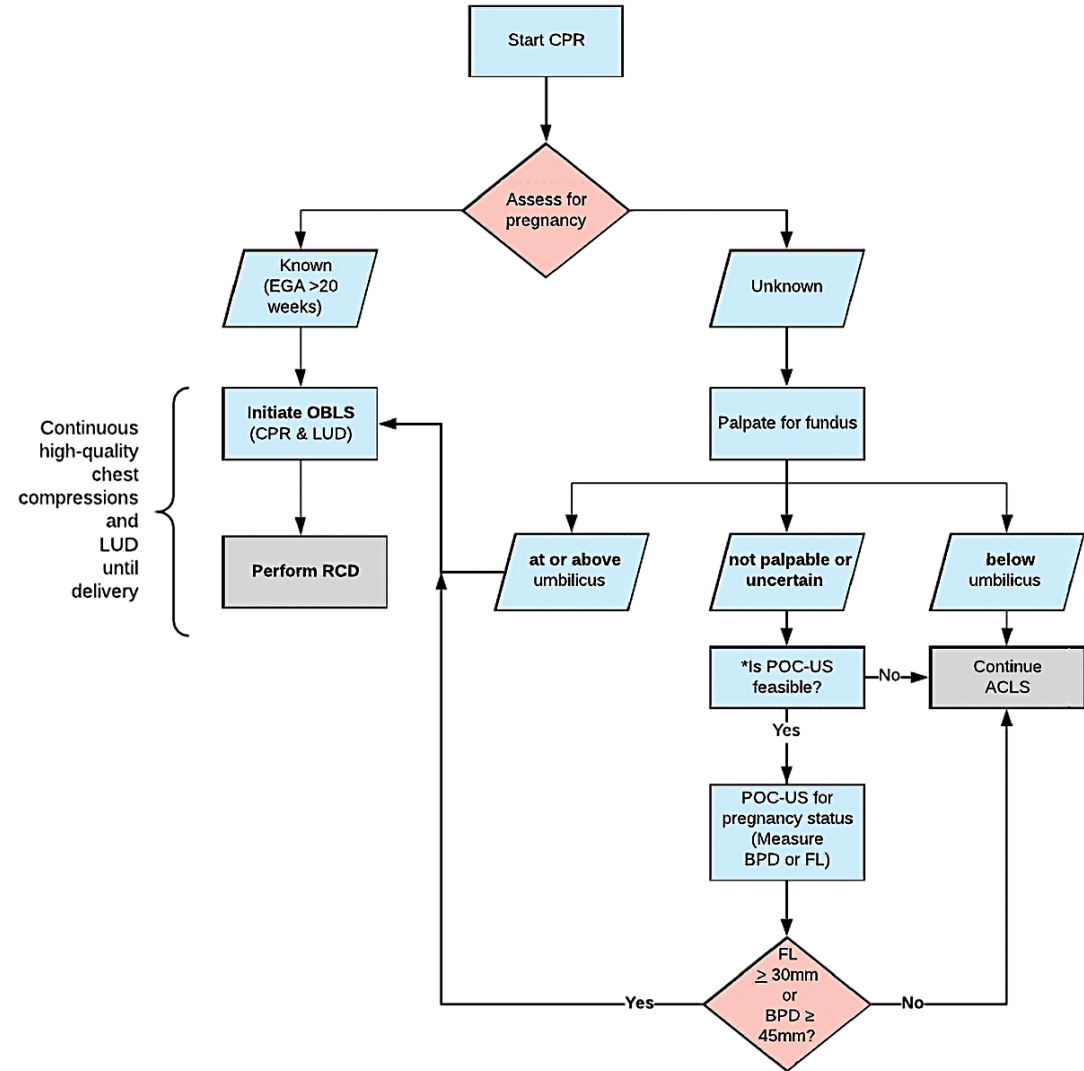 Start CPR
Assess for
pregnancy
Known
(EGA >20
weeks)
Unknown
Initiate OBLS
(CPR & LUD)
Palpate for fundus
Continuous
high-quality
chest
compressions
and
LUD
until
delivery
Perform RCD
at or above
umbilicus
not palpable or
uncertain
below
umbilicus
*Is POC-US
feasible?
No
Continue
ACLS
Yes
POC-US for
pregnancy status
(Measure
BPD or FL)
FL
≥ 30mm
or
BPD ≥
45mm?
Yes
No